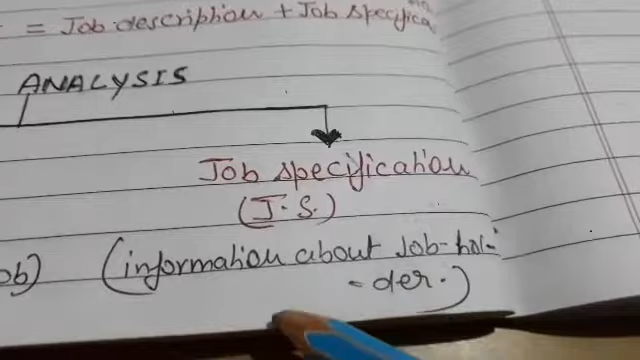 = Job description + Job specifica
ANALYSIS
Job specification
(J.S.)
ob) (information about Job-hol-
-der.)